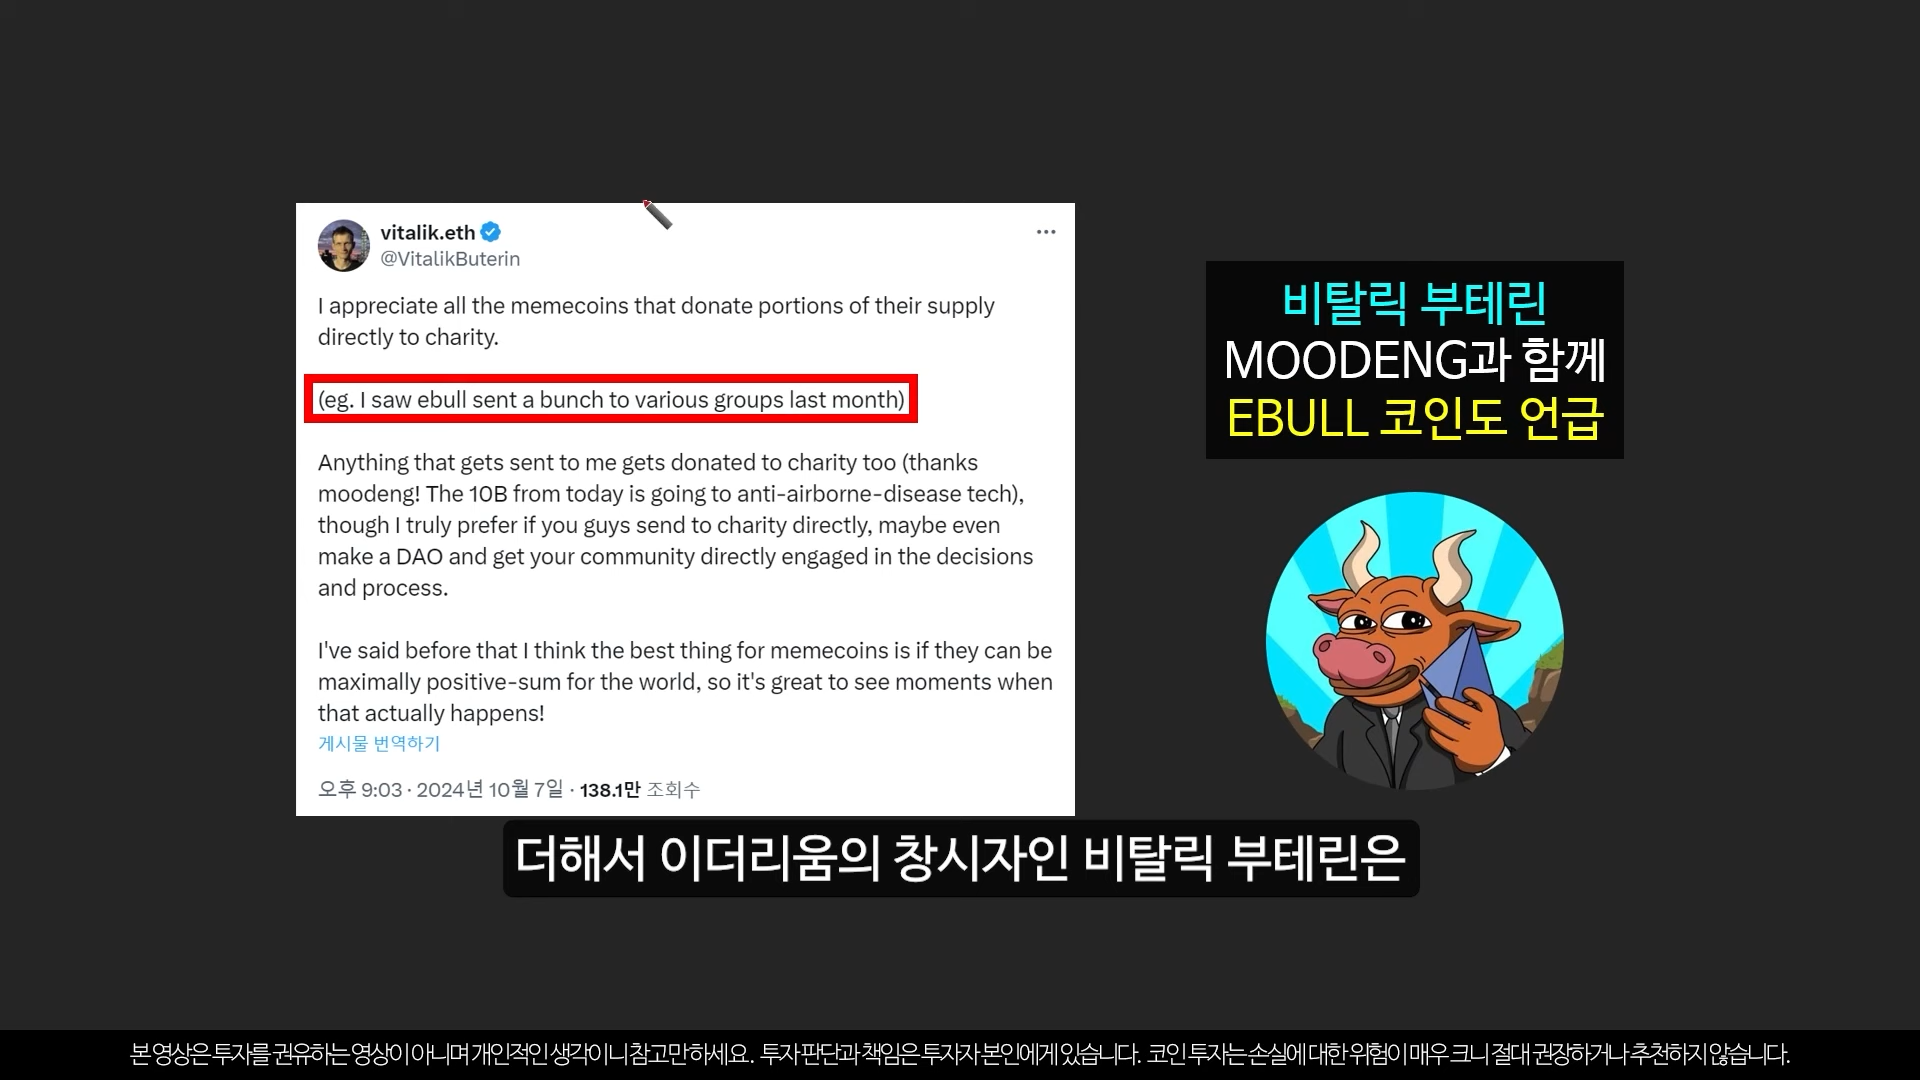 vitalik.eth
@VitalikButerin
I appreciate all the memecoins that donate portions of their supply
directly to charity.
(eg. I saw ebull sent a bunch to various groups last month)
Anything that gets sent to me gets donated to charity too (thanks
moodeng! The 10B from today is going to anti-airborne-disease tech),
though I truly prefer if you guys send to charity directly, maybe even
make a DAO and get your community directly engaged in the decisions
and process.
I've said before that I think the best thing for memecoins is if they can be
maximally positive-sum for the world, so it's great to see moments when
that actually happens!
게시물 번역하기
오후 9:03 · 2024년 10월 7일 · 138.1만 조회수
비탈릭 부테린
MOODENG과 함께
EBULL 코인도 언급
더해서 이더리움의 창시자인 비탈릭 부테린은
본 영상은 투자를 권유하는 영상이 아니며 개인적인 생각이니 참고만 하세요. 투자 판단과 책임은 투자자 본인에게 있습니다. 코인 투자는 손실에 대한 위험이 매우 크니 절대 권장하거나 추천하지 않습니다.